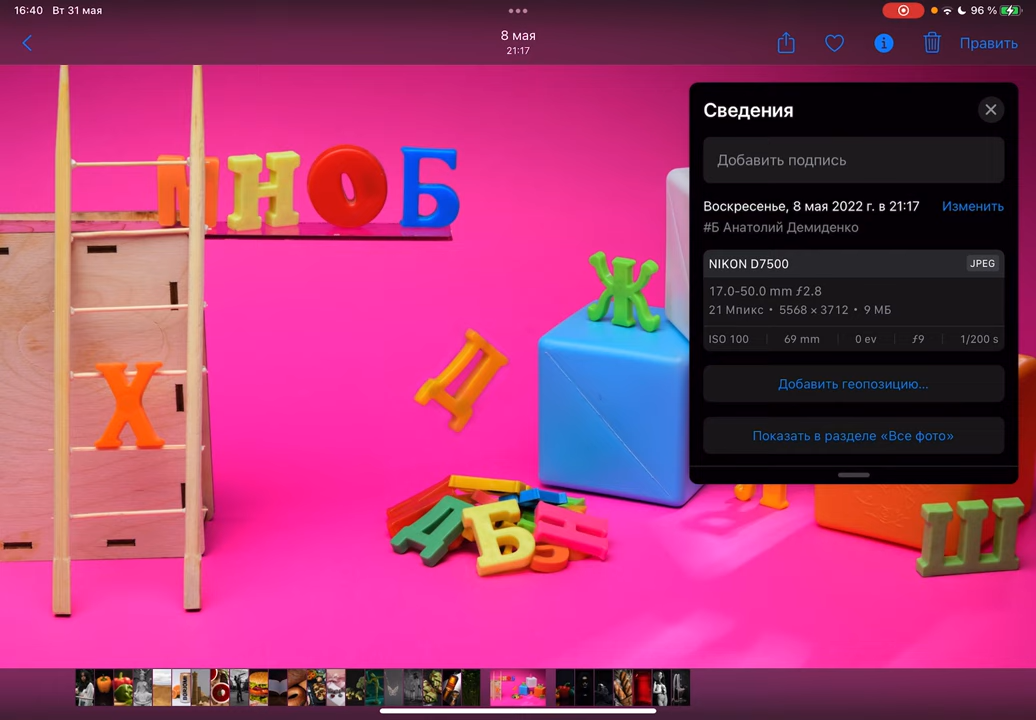 16:40 Вт 31 мая
96 %
8 мая
21:17
Править
Сведения
Добавить подпись
Воскресенье, 8 мая 2022 г. в 21:17 Изменить
#Б Анатолий Демиденко
NIKON D7500 JPEG
17.0-50.0 mm ƒ2.8
21 Мпикс • 5568 × 3712 • 9 МБ
ISO 100 69 mm 0 ev ƒ9 1/200 s
Добавить геопозицию...
Показать в разделе «Все фото»
Н О Б
Ж
Д
Х
Д Б Н
Ш